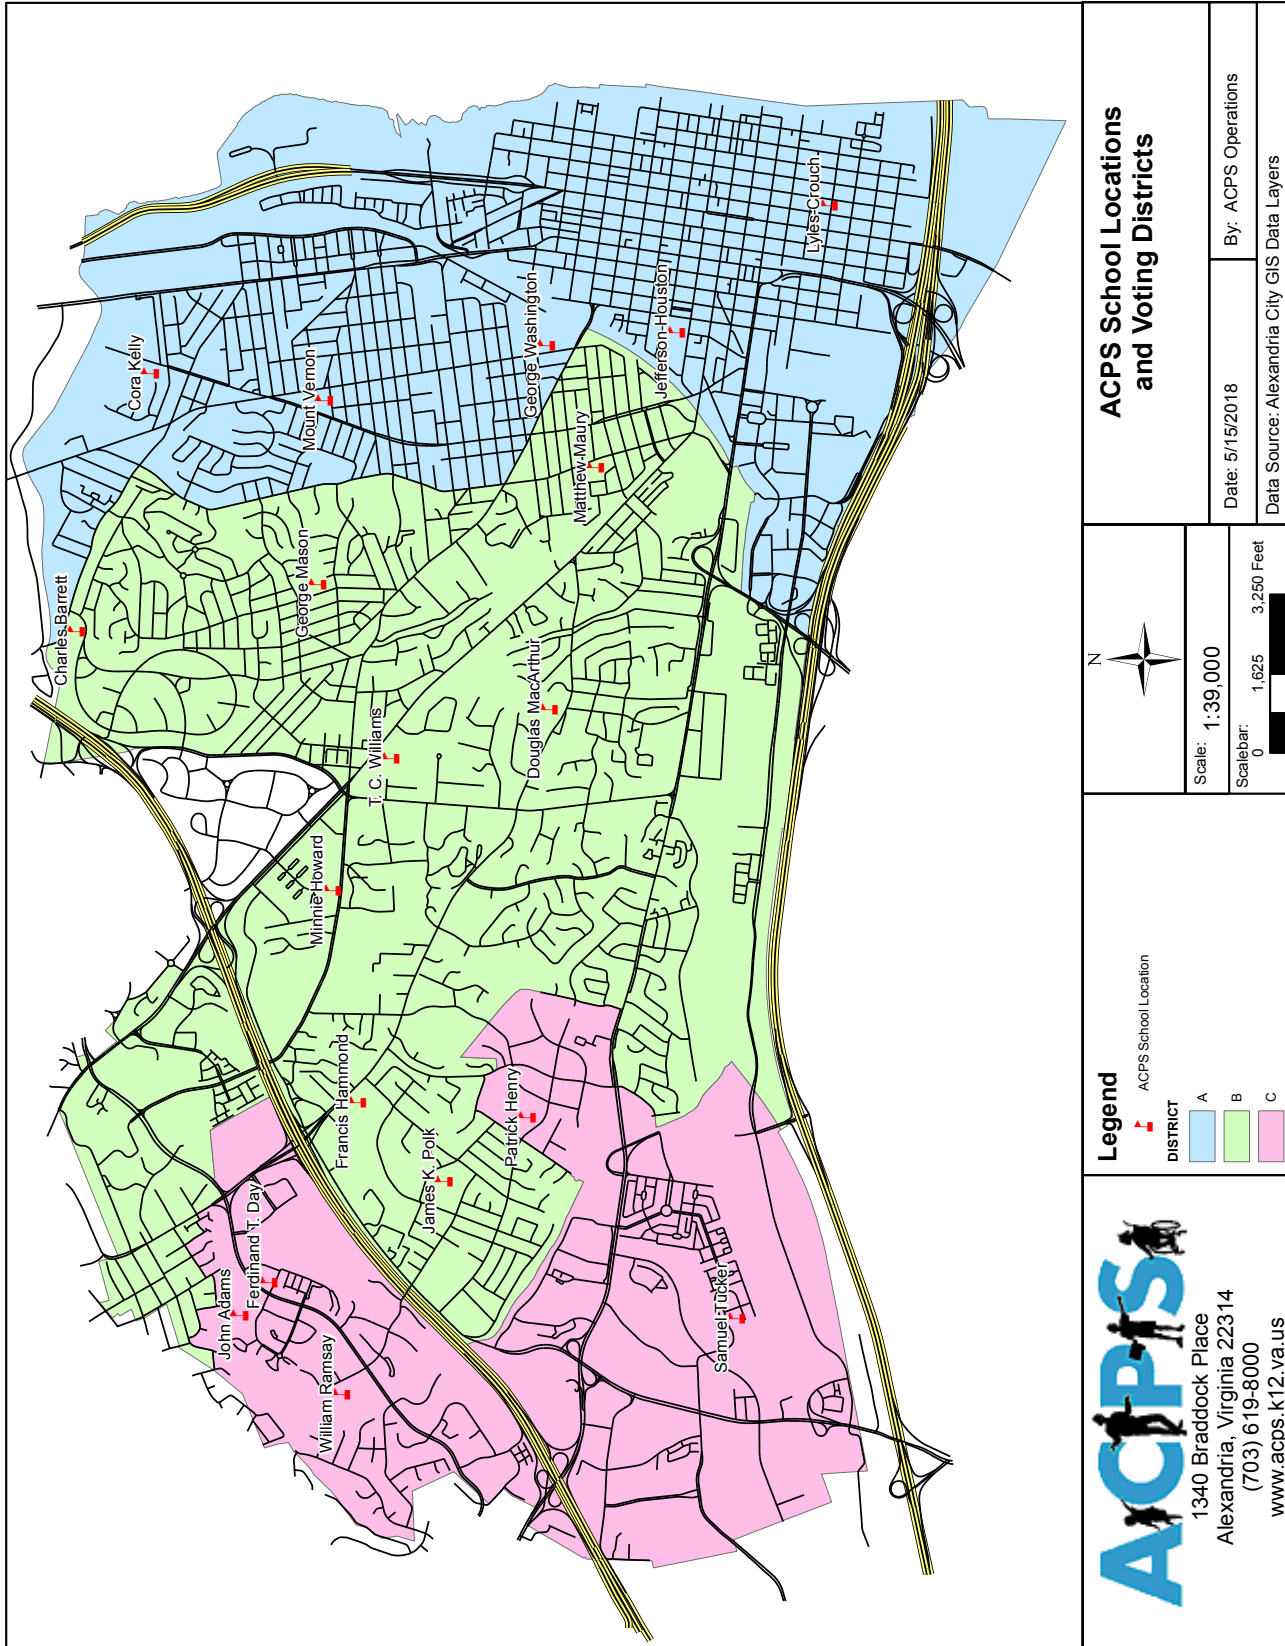 Cora Kelly
Mount Vernon
George Washington
Jefferson-Houston
Lyles-Crouch
Charles Barrett
George Mason
Matthew Maury
T. C. Williams
Douglas MacArthur
Minnie Howard
Francis Hammond
James K. Polk
Patrick Henry
John Adams
Ferdinand T. Day
William Ramsay
Samuel Tucker
ACPS
1340 Braddock Place
Alexandria, Virginia 22314
(703) 619-8000
www.acps.k12.va.us
Legend
ACPS School Location
DISTRICT
A
B
C
N
Scale: 1:39,000
Scalebar:
0 1,625 3,250 Feet
ACPS School Locations
and Voting Districts
Date: 5/15/2018
By: ACPS Operations
Data Source: Alexandria City GIS Data Layers